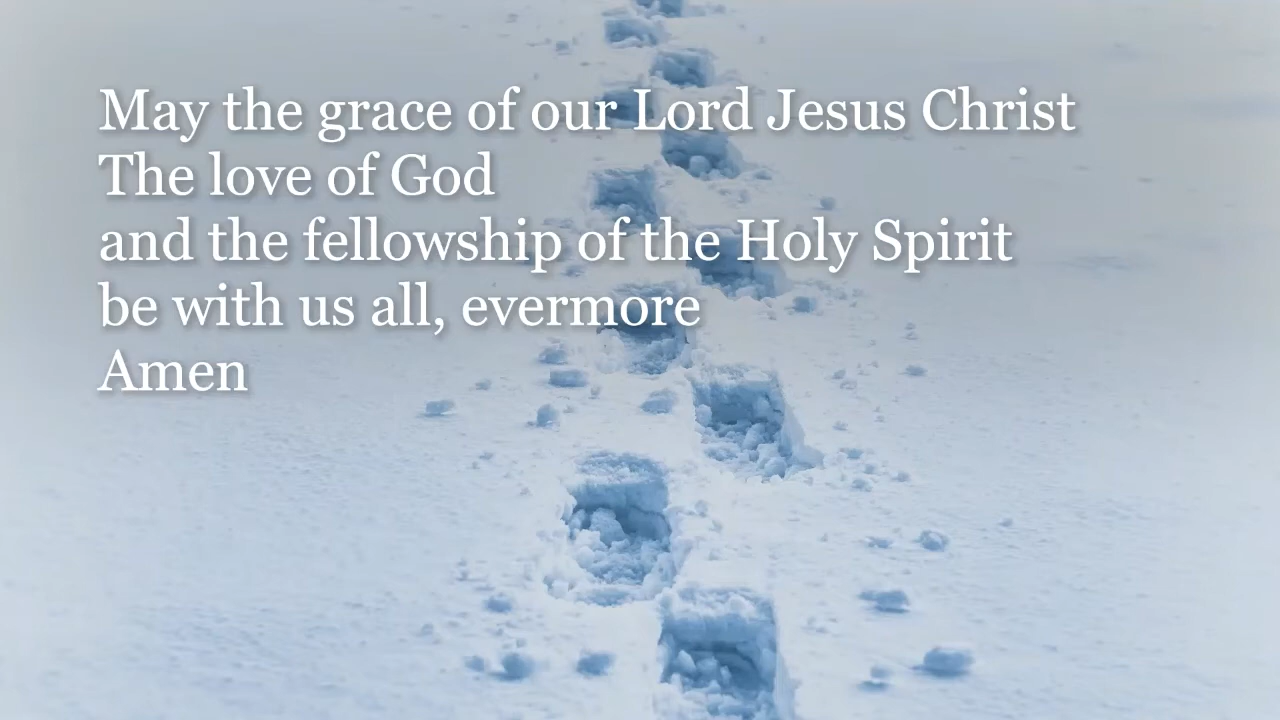 May the grace of our Lord Jesus Christ
The love of God
and the fellowship of the Holy Spirit
be with us all, evermore
Amen